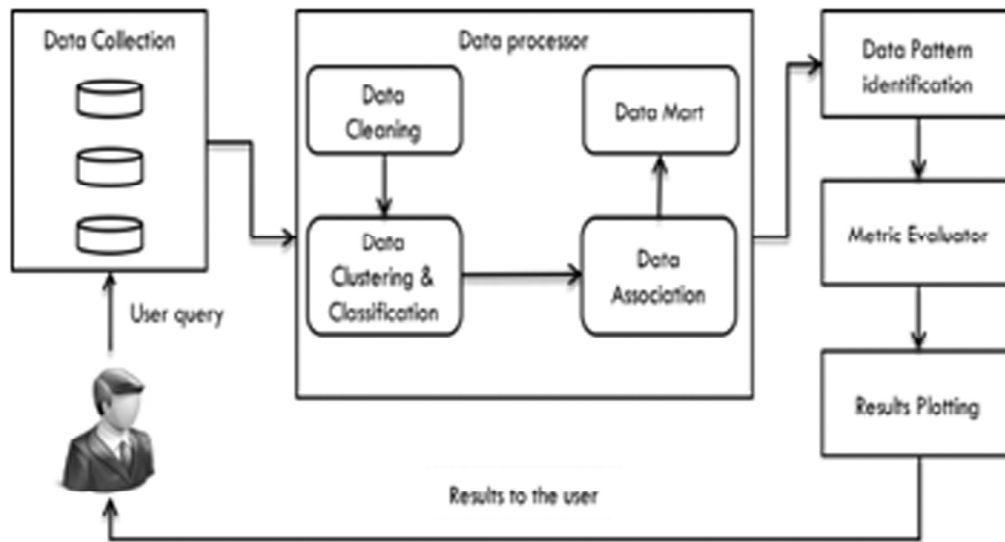 Data Collection
Data processor
Data
Cleaning
Data Mart
Data
Clustering &
Classification
Data
Association
Data Pattern
identification
Metric Evaluator
Results Plotting
User query
Results to the user